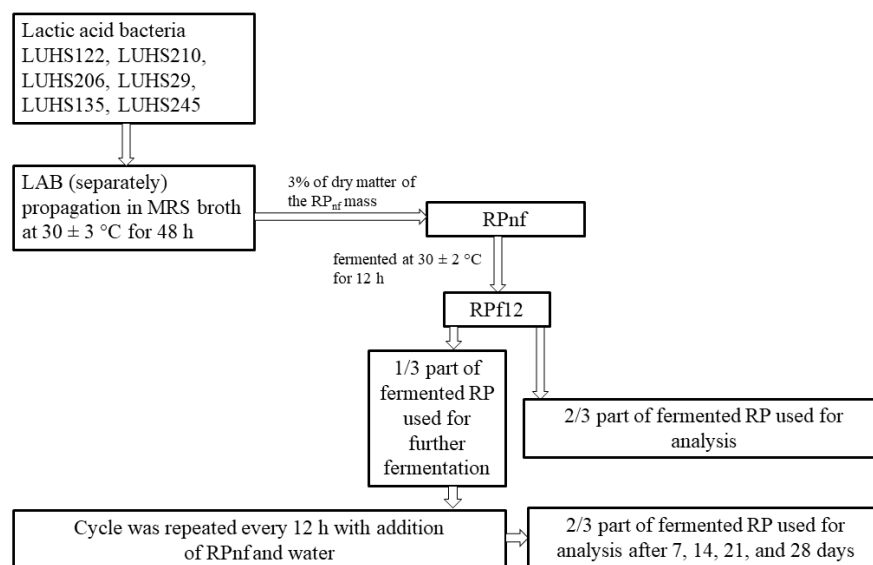 Lactic acid bacteria
LUHS122, LUHS210,
LUHS206, LUHS29,
LUHS135, LUHS245
LAB (separately)
propagation in MRS broth
at 30 ± 3 °C for 48 h
3% of dry matter of
the RPnf mass
RPnf
fermented at 30 ± 2 °C
for 12 h
RPf12
1/3 part of
fermented RP
used for
further
fermentation
2/3 part of fermented RP used for
analysis
Cycle was repeated every 12 h with addition
of RPnf and water
2/3 part of fermented RP used for
analysis after 7, 14, 21, and 28 days